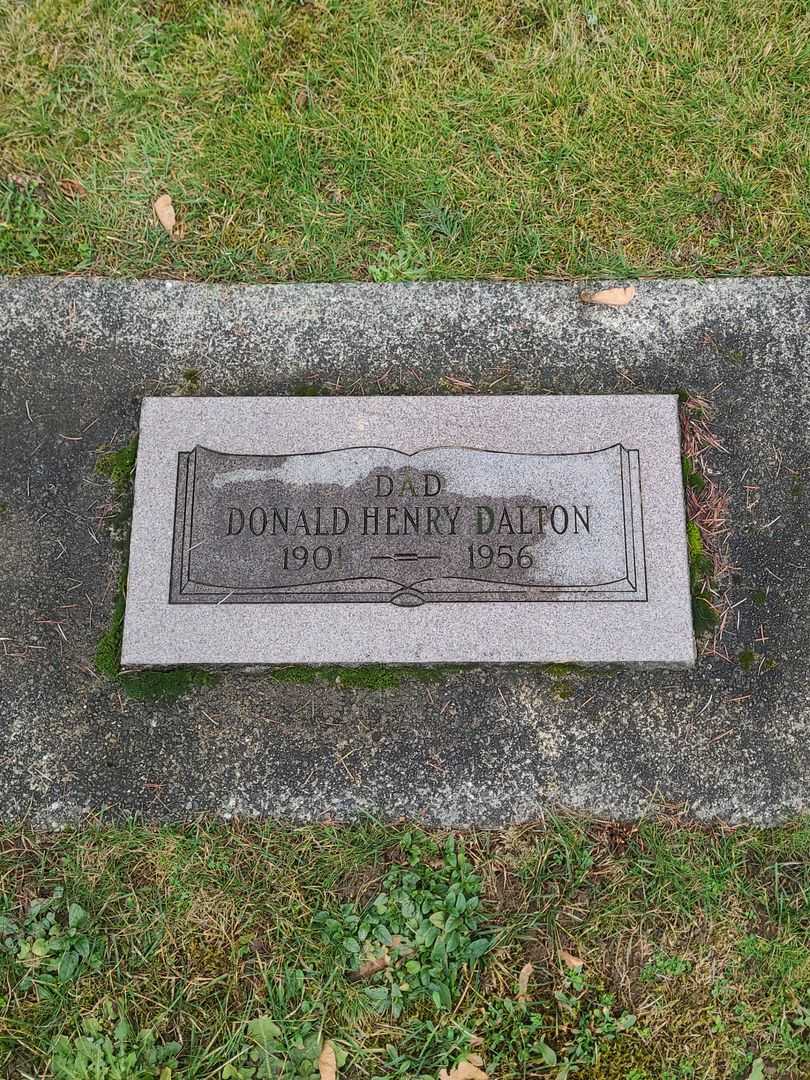 DAD
DONALD HENRY DALTON
1901 — 1956